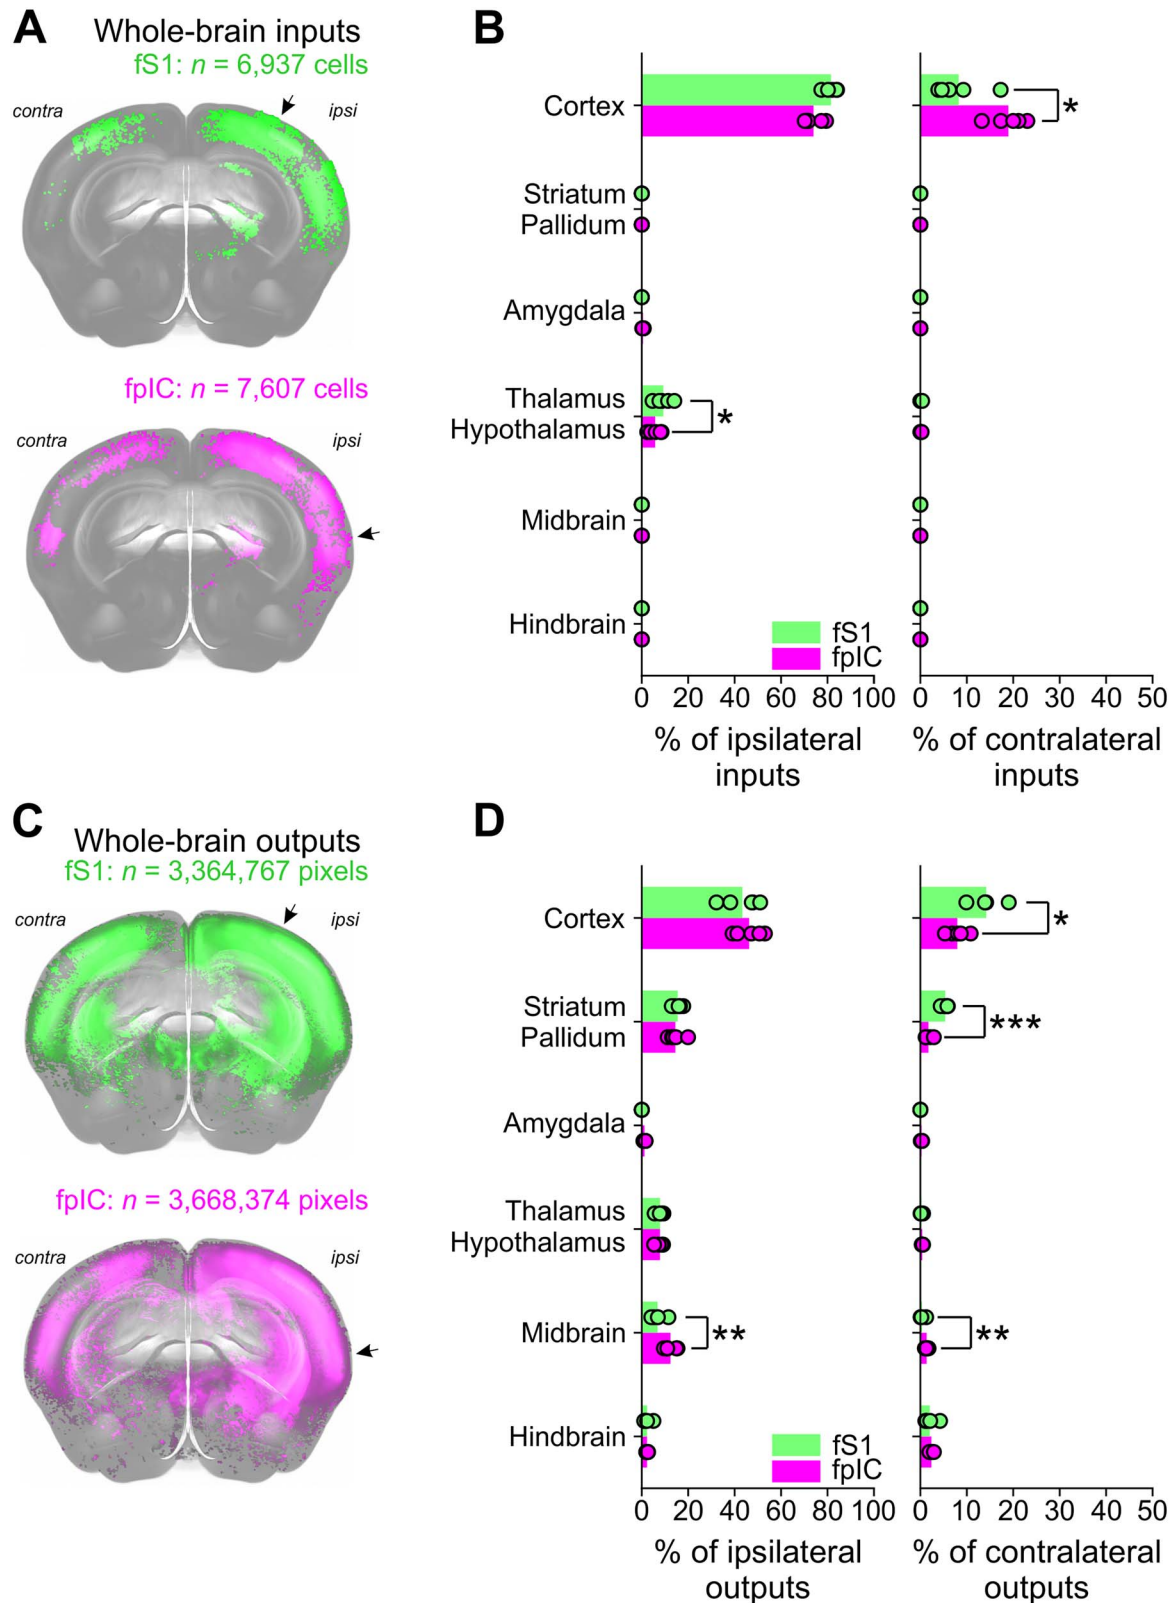 A
Whole-brain inputs
fS1: n = 6,937 cells
contra
ipsi
fpIC: n = 7,607 cells
contra
ipsi
B
Cortex
Striatum
Pallidum
Amygdala
Thalamus
Hypothalamus
Midbrain
Hindbrain
*
*
fS1
fpIC
0 20 40 60 80 100
% of ipsilateral
inputs
0 10 20 30 40 50
% of contralateral
inputs
C
Whole-brain outputs
fS1: n = 3,364,767 pixels
contra
ipsi
fpIC: n = 3,668,374 pixels
contra
ipsi
D
Cortex
Striatum
Pallidum
Amygdala
Thalamus
Hypothalamus
Midbrain
Hindbrain
**
*
***
**
fS1
fpIC
0 20 40 60 80 100
% of ipsilateral
outputs
0 10 20 30 40 50
% of contralateral
outputs